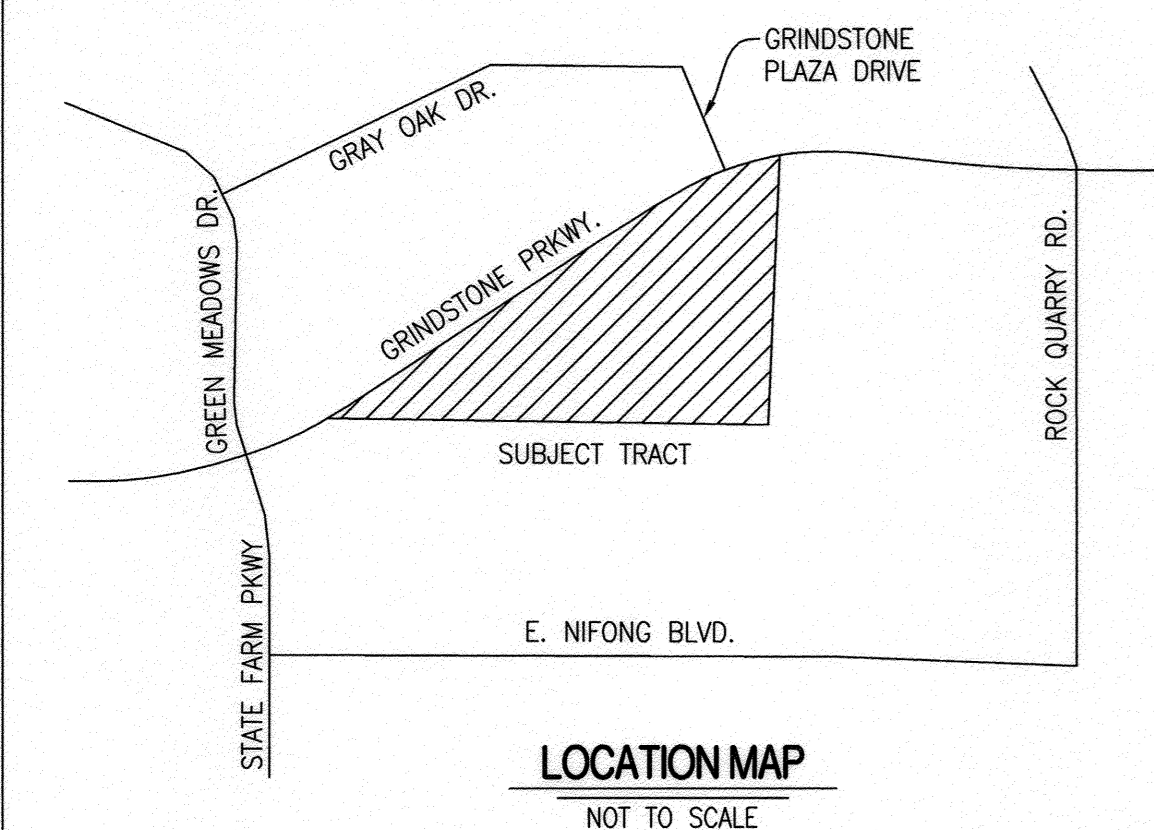 GRINDSTONE
PLAZA DRIVE
GRAY OAK DR.
GREEN MEADOWS DR.
GRINDSTONE PRKWY.
ROCK QUARRY RD.
SUBJECT TRACT
STATE FARM PKWY
E. NIFONG BLVD.
LOCATION MAP
NOT TO SCALE